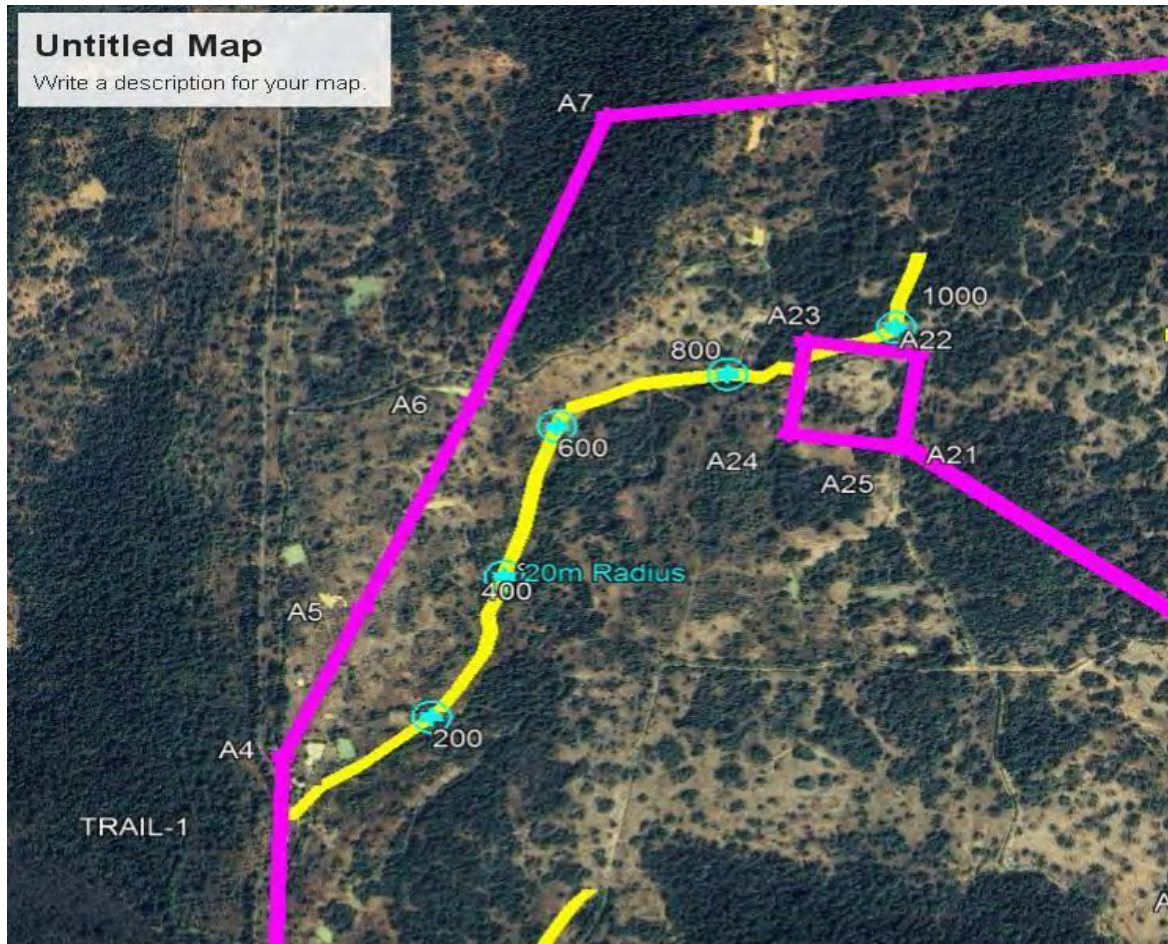 Untitled Map
Write a description for your map.
A7
1000
A23
A22
800
A6
600
A24
A21
A25
20m Radius
400
A5
200
A4
TRAIL-1